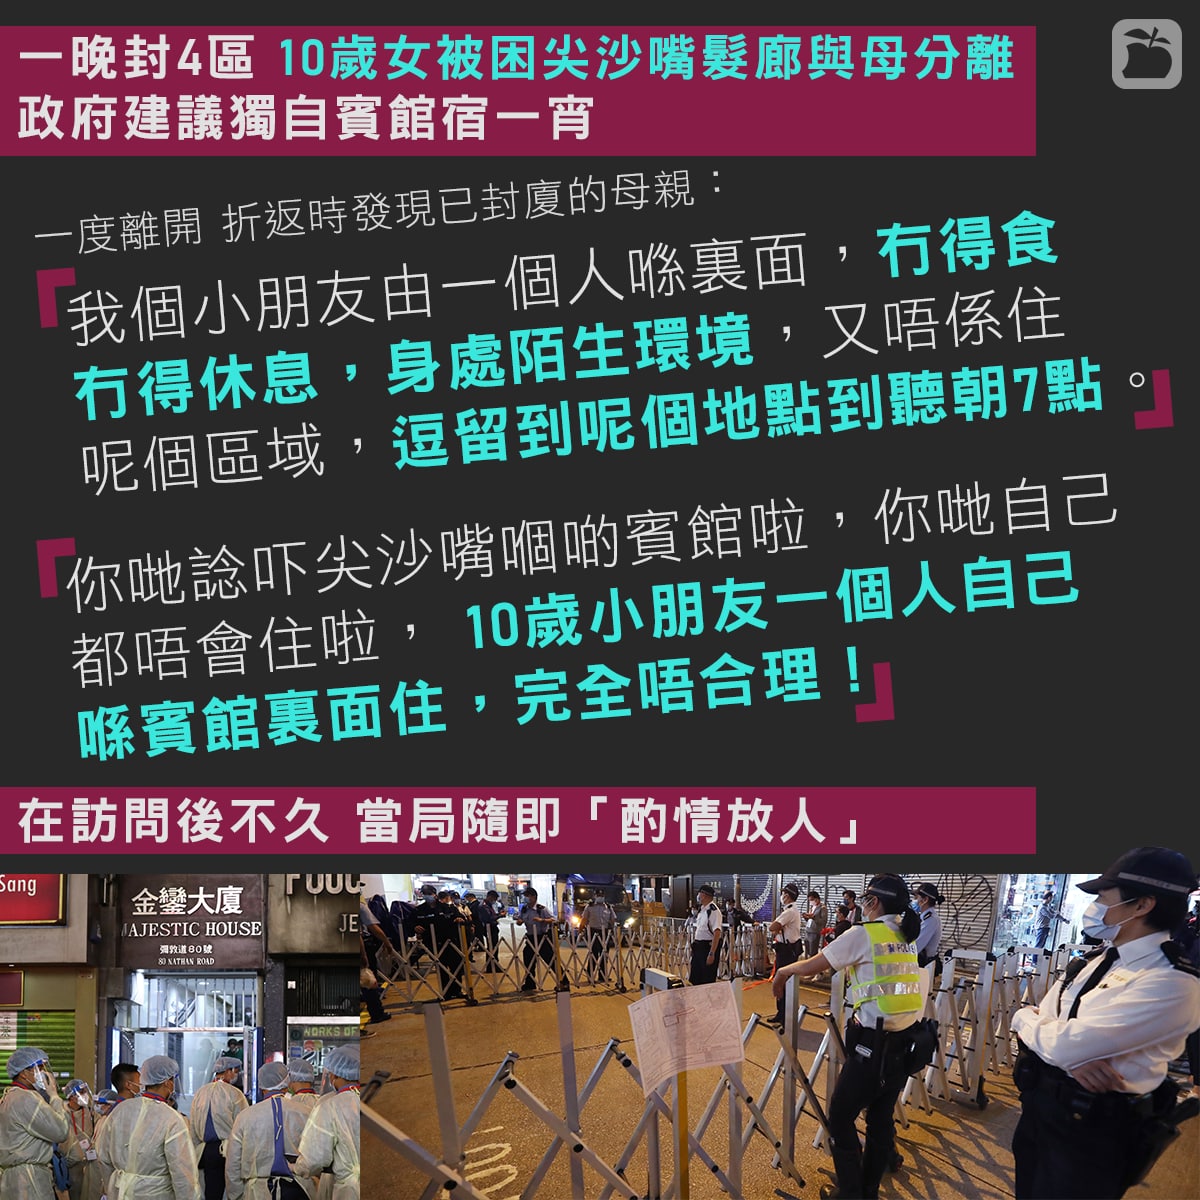 一晚封4區 10歲女被困尖沙嘴髮廊與母分離
政府建議獨自賓館宿一宵
一度離開 折返時發現已封廈的母親：
「我個小朋友由一個人喺裏面，冇得食
冇得休息，身處陌生環境，又唔係住
呢個區域，逗留到呢個地點到聽朝7點。」
「你哋諗吓尖沙嘴嗰啲賓館啦，你哋自己
都唔會住啦， 10歲小朋友一個人自己
喺賓館裏面住，完全唔合理！」
在訪問後不久 當局隨即「酌情放人」
Sang
金鑾大廈
MAJESTIC HOUSE
彌敦道80號
80 NATHAN ROAD
JE
WORKS OF